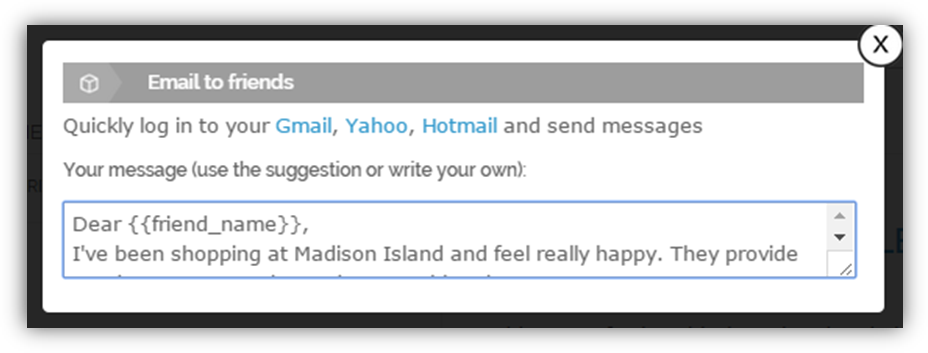 X
Email to friends
Quickly log in to your Gmail, Yahoo, Hotmail and send messages
Your message (use the suggestion or write your own):
Dear {{friend_name}},
I've been shopping at Madison Island and feel really happy. They provide